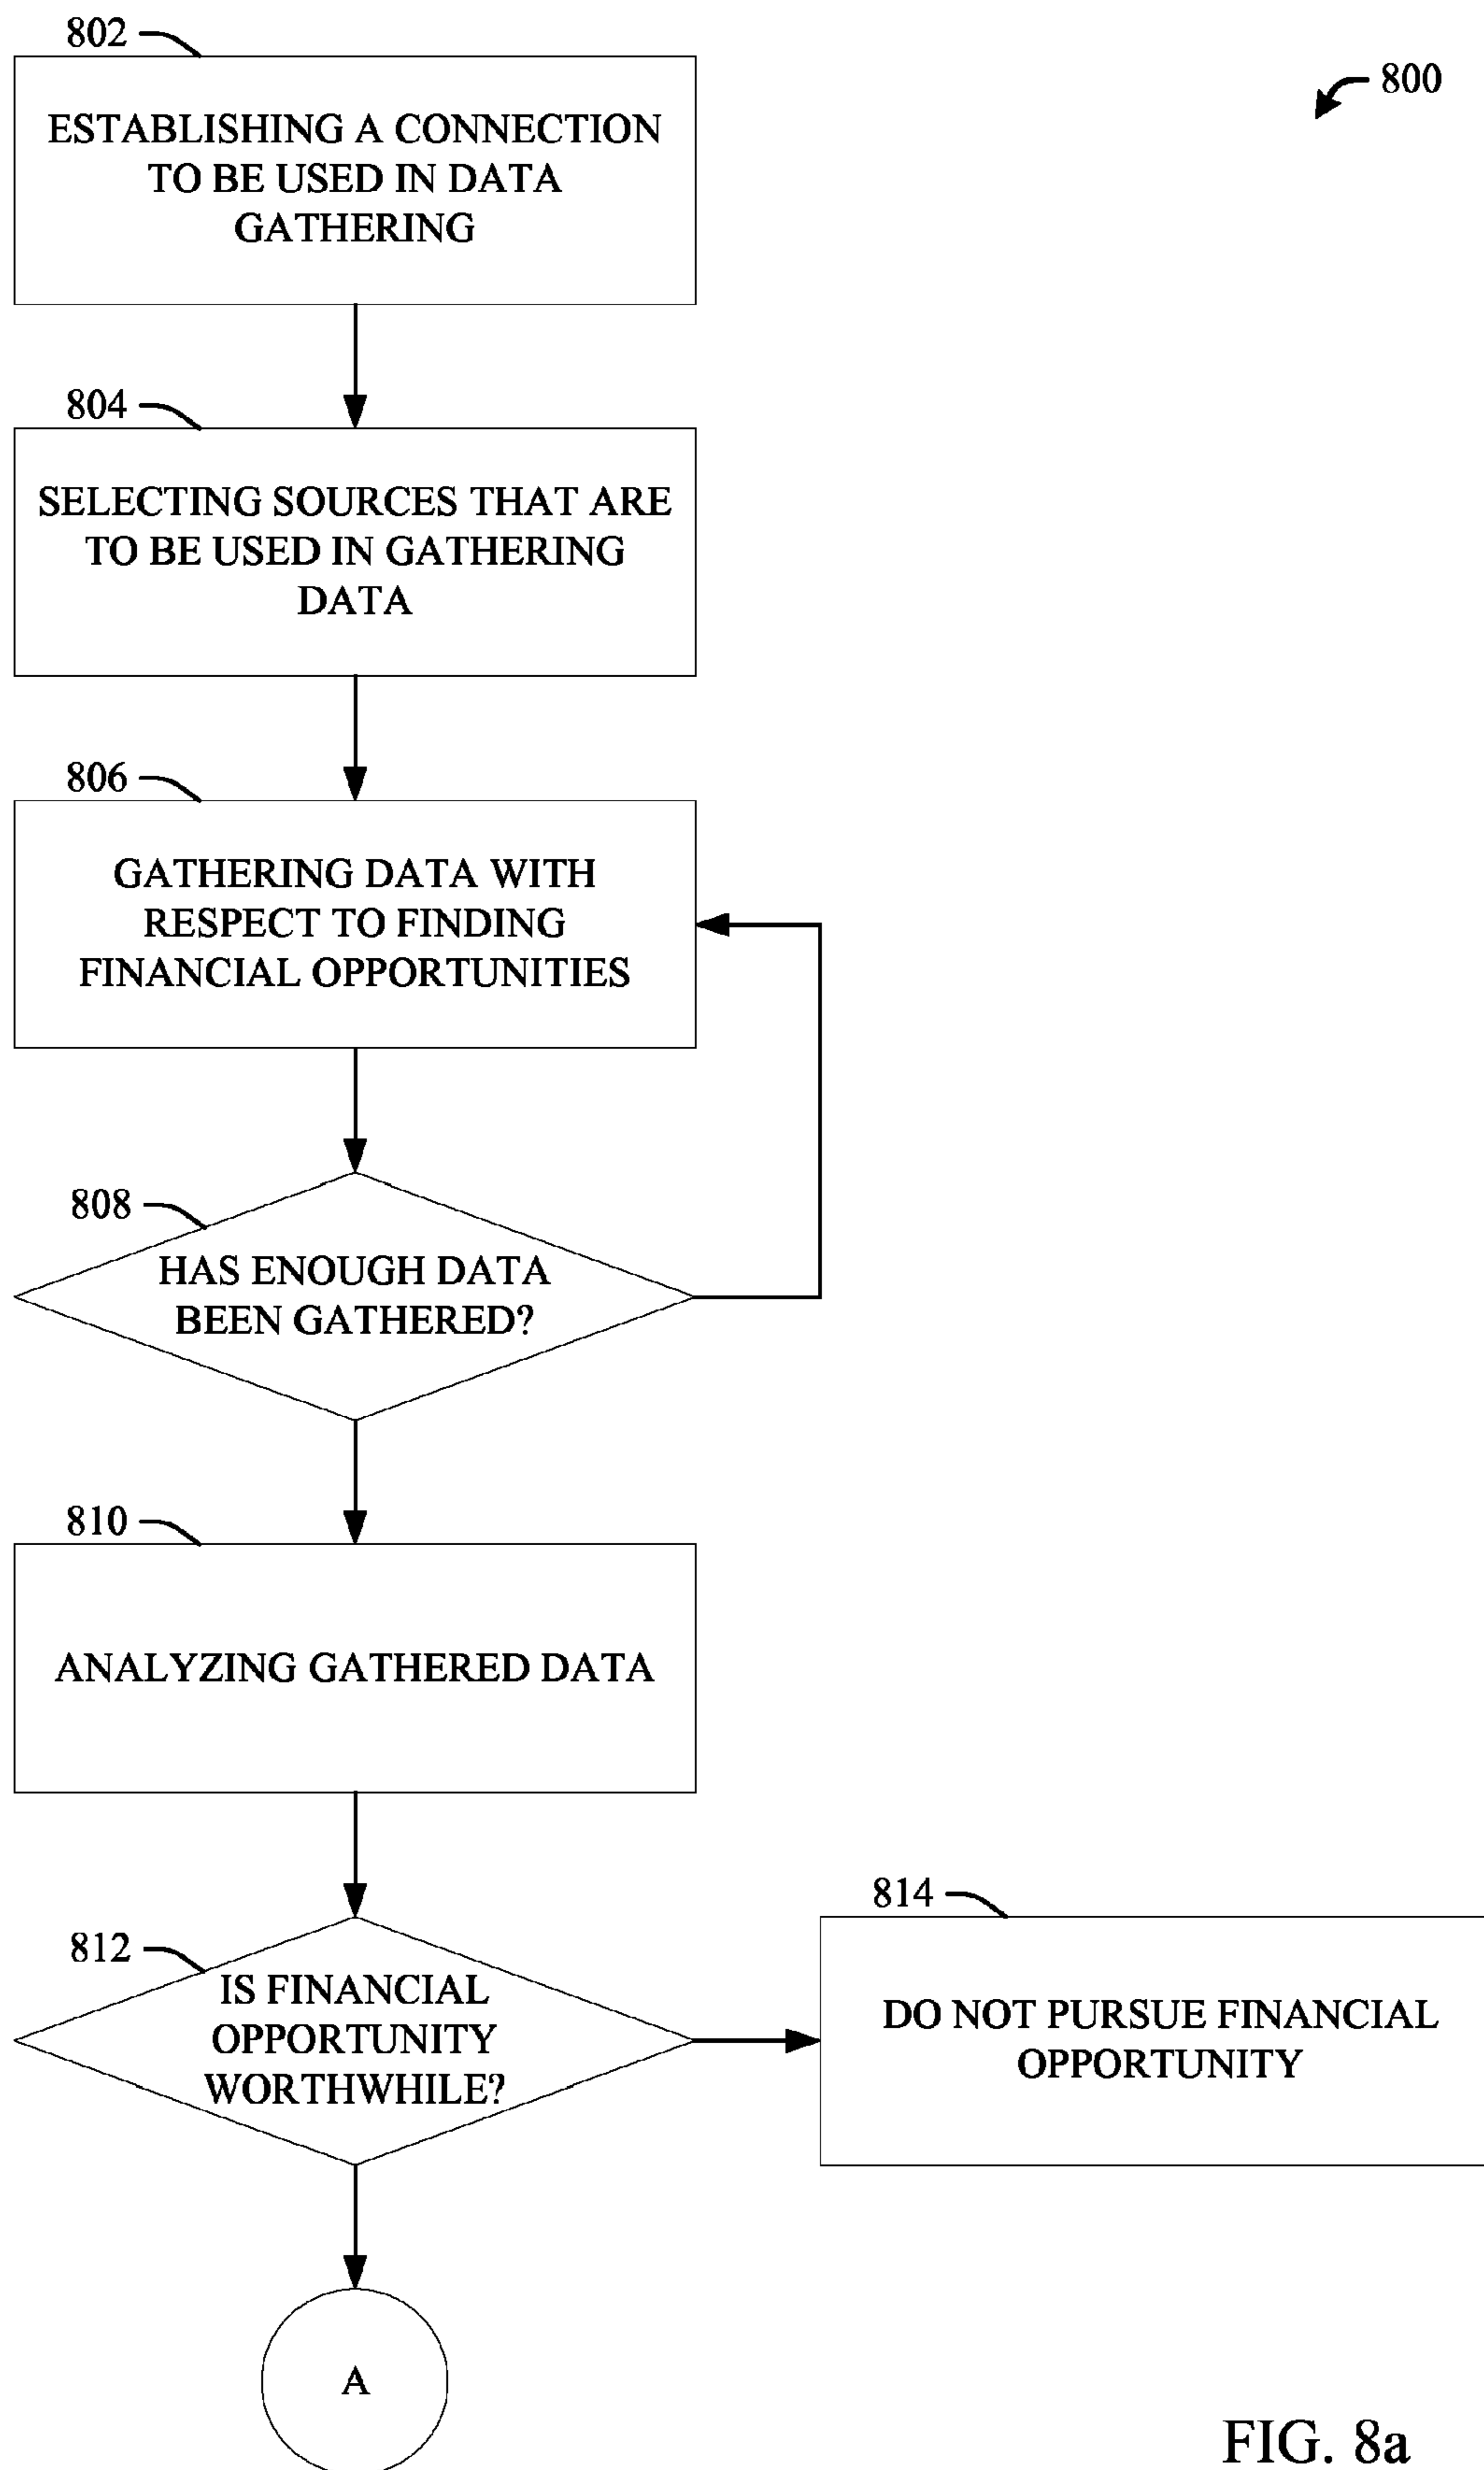 802
800
ESTABLISHING A CONNECTION
TO BE USED IN DATA
GATHERING
804
SELECTING SOURCES THAT ARE
TO BE USED IN GATHERING
DATA
806
GATHERING DATA WITH
RESPECT TO FINDING
FINANCIAL OPPORTUNITIES
808
HAS ENOUGH DATA
BEEN GATHERED?
810
ANALYZING GATHERED DATA
812
IS FINANCIAL
OPPORTUNITY
WORTHWHILE?
814
DO NOT PURSUE FINANCIAL
OPPORTUNITY
A
FIG. 8a